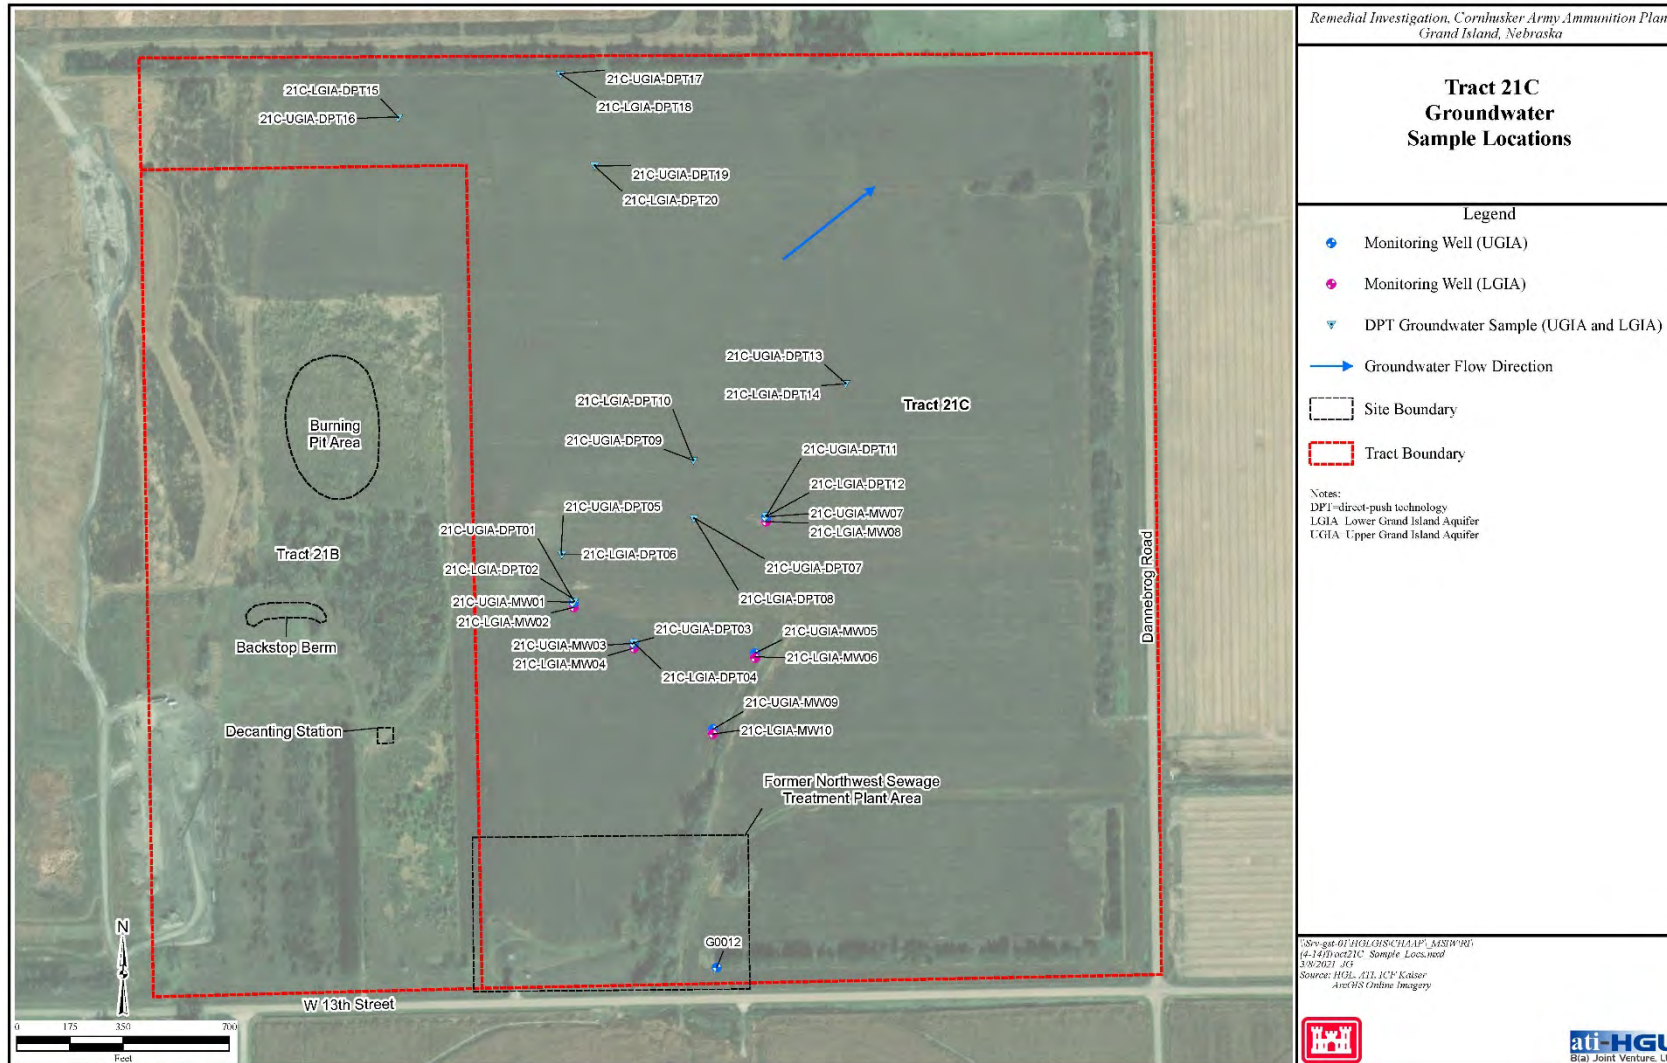 Remedial Investigation, Cornhusker Army Ammunition Plan
Grand Island, Nebraska
Tract 21C
Groundwater
Sample Locations
Legend
Monitoring Well (UGIA)
Monitoring Well (LGIA)
DPT Groundwater Sample (UGIA and LGIA)
Groundwater Flow Direction
Site Boundary
Tract Boundary
Notes:
DPT=direct-push technology
LGIA Lower Grand Island Aquifer
UGIA Upper Grand Island Aquifer
3/8/2021 JG
Source: HGL, ATI, ICF Kaiser
ArcGIS Online Imagery
ati-HGL
8(a) Joint Venture, L
21C-UGIA-DPT17
21C-LGIA-DPT15
21C-LGIA-DPT18
21C-UGIA-DPT16
21C-UGIA-DPT19
21C-LGIA-DPT20
21C-UGIA-DPT13
21C-LGIA-DPT14
21C-LGIA-DPT10
Tract 21C
Burning
Pit Area
21C-UGIA-DPT09
21C-UGIA-DPT11
21C-LGIA-DPT12
21C-UGIA-DPT05
21C-UGIA-MW07
21C-UGIA-DPT01
21C-LGIA-MW08
Tract 21B
21C-LGIA-DPT06
21C-LGIA-DPT02
21C-UGIA-DPT07
21C-UGIA-MW01
21C-LGIA-DPT08
21C-LGIA-MW02
Dannebrog Road
Backstop Berm
21C-UGIA-DPT03
21C-UGIA-MW05
21C-UGIA-MW03
21C-LGIA-MW04
21C-LGIA-MW06
21C-LGIA-DPT04
21C-UGIA-MW09
Decanting Station
21C-LGIA-MW10
Former Northwest Sewage
Treatment Plant Area
G0012
N
W 13th Street
0 175 350 700
Feet